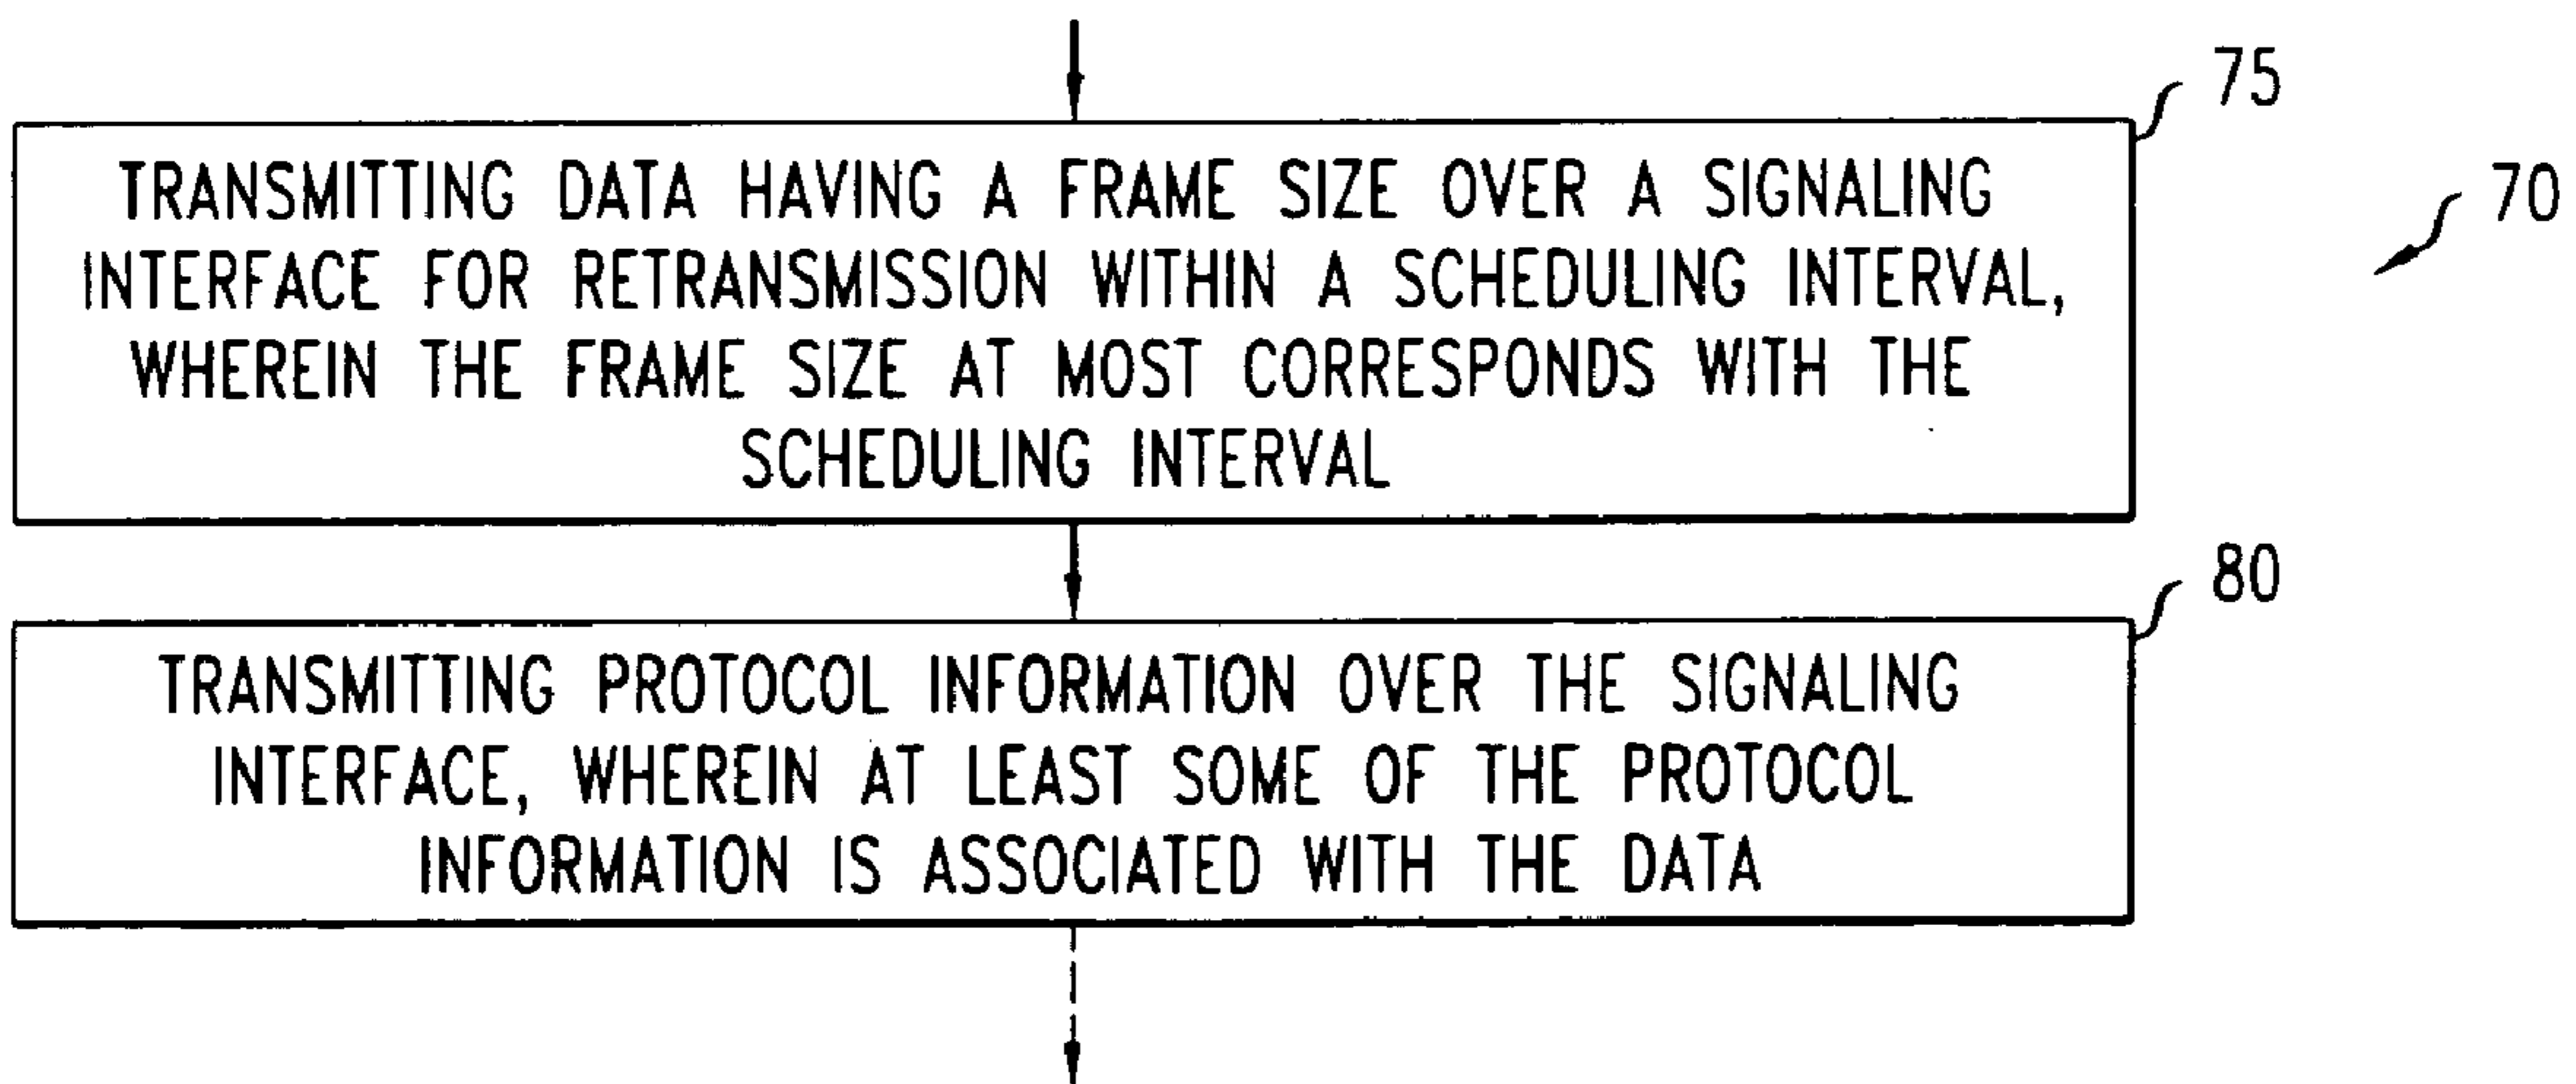 75
70
TRANSMITTING DATA HAVING A FRAME SIZE OVER A SIGNALING
INTERFACE FOR RETRANSMISSION WITHIN A SCHEDULING INTERVAL,
WHEREIN THE FRAME SIZE AT MOST CORRESPONDS WITH THE
SCHEDULING INTERVAL
80
TRANSMITTING PROTOCOL INFORMATION OVER THE SIGNALING
INTERFACE, WHEREIN AT LEAST SOME OF THE PROTOCOL
INFORMATION IS ASSOCIATED WITH THE DATA